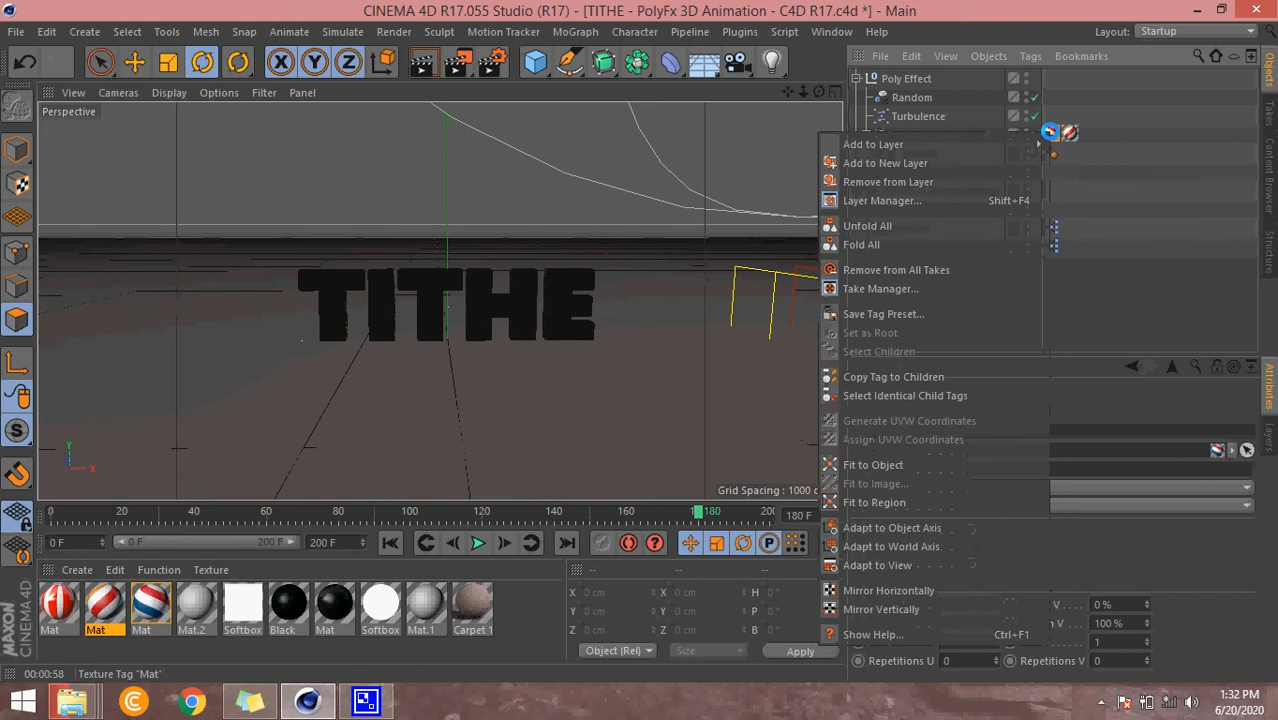 CINEMA 4D R17.055 Studio (R17) - [TITHE - PolyFx 3D Animation - C4D R17.c4d *] - Main
File Edit Create Select Tools Mesh Snap Animate Simulate Render Sculpt Motion Tracker MoGraph Character Pipeline Plugins Script Window Help Layout: Startup
X Y Z
File Edit View Objects Tags Bookmarks
View Cameras Display Options Filter Panel
Perspective
Poly Effect
Random
Turbulence
Add to Layer
Add to New Layer
Remove from Layer
Layer Manager... Shift+F4
Unfold All
Fold All
Remove from All Takes
Take Manager...
Save Tag Preset...
Set as Root
Select Children
Copy Tag to Children
Select Identical Child Tags
Generate UVW Coordinates
Assign UVW Coordinates
Fit to Object
Fit to Image...
Fit to Region
Adapt to Object Axis
Adapt to World Axis
Adapt to View
Mirror Horizontally
Mirror Vertically
Show Help... Ctrl+F1
TITHE
Y
X
Grid Spacing : 1000 c
0 20 40 60 80 100 120 140 160 180 200 180 F
0 F 0 F 200 F 200 F
P
Create Edit Function Texture
Mat Mat Mat Mat.2 Softbox Black Mat Softbox Mat.1 Carpet 1
-- -- --
X 0 cm X 0 cm H 0 °
Y 0 cm Y 0 cm P 0 °
Z 0 cm Z 0 cm B 0 °
Object (Rel) Size Apply
V 0 %
n V 100 %
1
Repetitions U 0 Repetitions V 0
Objects
Takes
Content Browser
Structure
Attributes
Layers
MAXON
CINEMA 4D
00:00:58 Texture Tag "Mat"
1:32 PM
6/20/2020